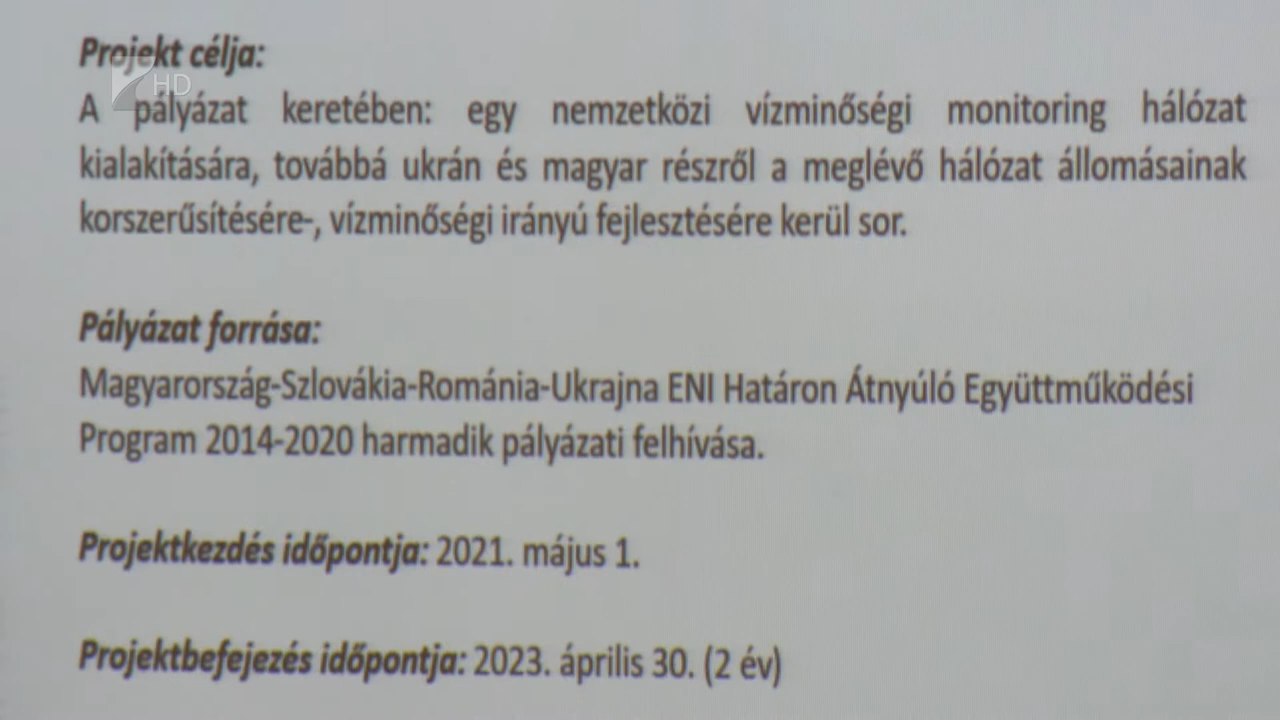 Projekt célja:
HD
A pályázat keretében: egy nemzetközi vízminőségi monitoring hálózat
kialakítására, továbbá ukrán és magyar részről a meglévő hálózat állomásainak
korszerűsítésére-, vízminőségi irányú fejlesztésére kerül sor.
Pályázat forrása:
Magyarország-Szlovákia-Románia-Ukrajna ENI Határon Átnyúló Együttműködési
Program 2014-2020 harmadik pályázati felhívása.
Projektkezdés időpontja: 2021. május 1.
Projektbefejezés időpontja: 2023. április 30. (2 év)